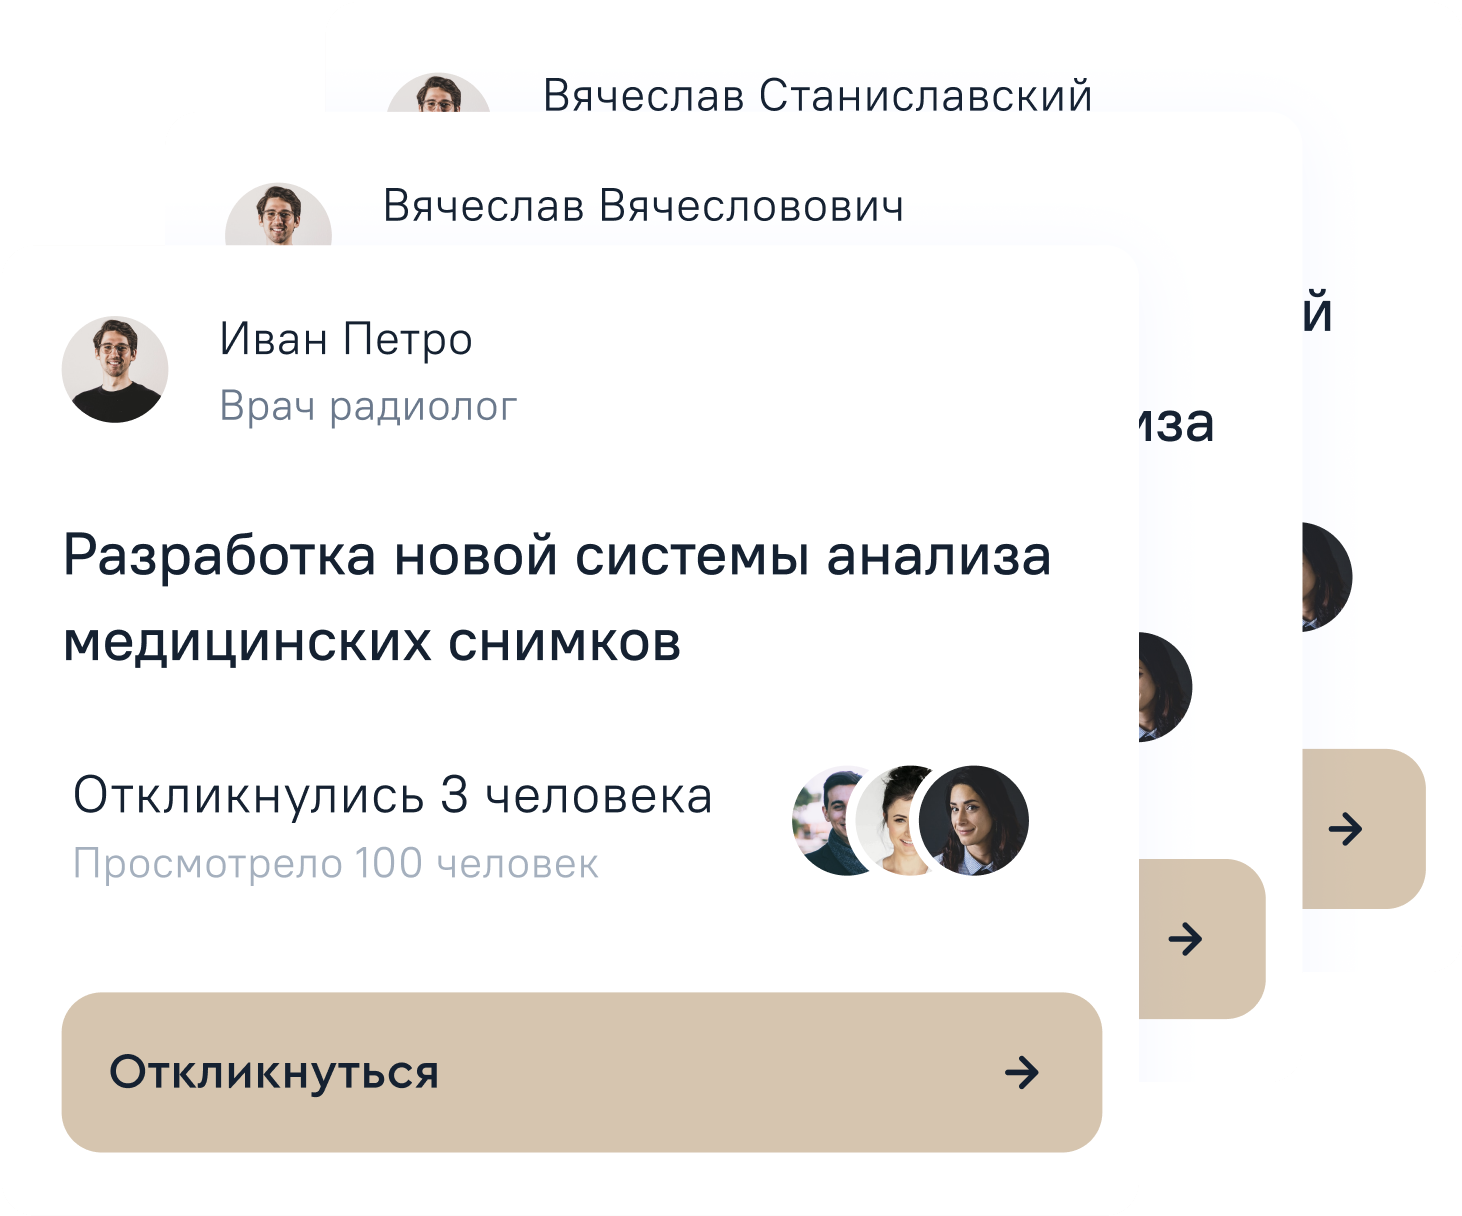 Вячеслав Станиславский
Вячеслав Вячесловович
Иван Петро
Врач радиолог
Разработка новой системы анализа
медицинских снимков
Откликнулись 3 человека
Просмотрело 100 человек
Откликнуться